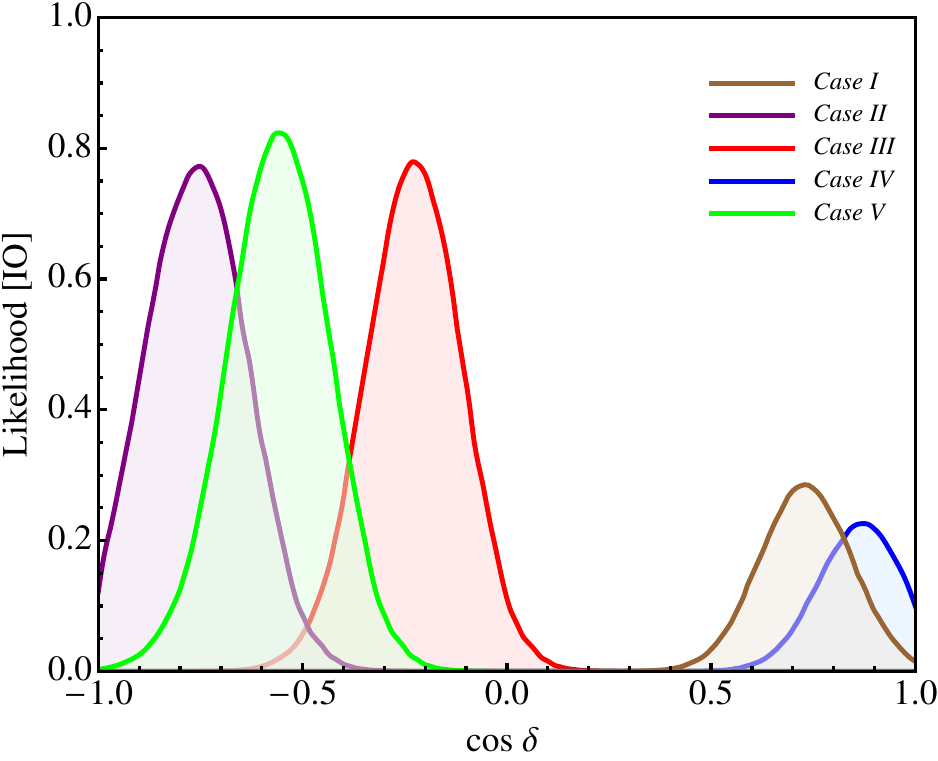 Likelihood [IO]
1.0
0.8
0.6
0.4
0.2
0.0
Case I
Case II
Case III
Case IV
Case V
−1.0 −0.5 0.0 0.5 1.0
cos δ